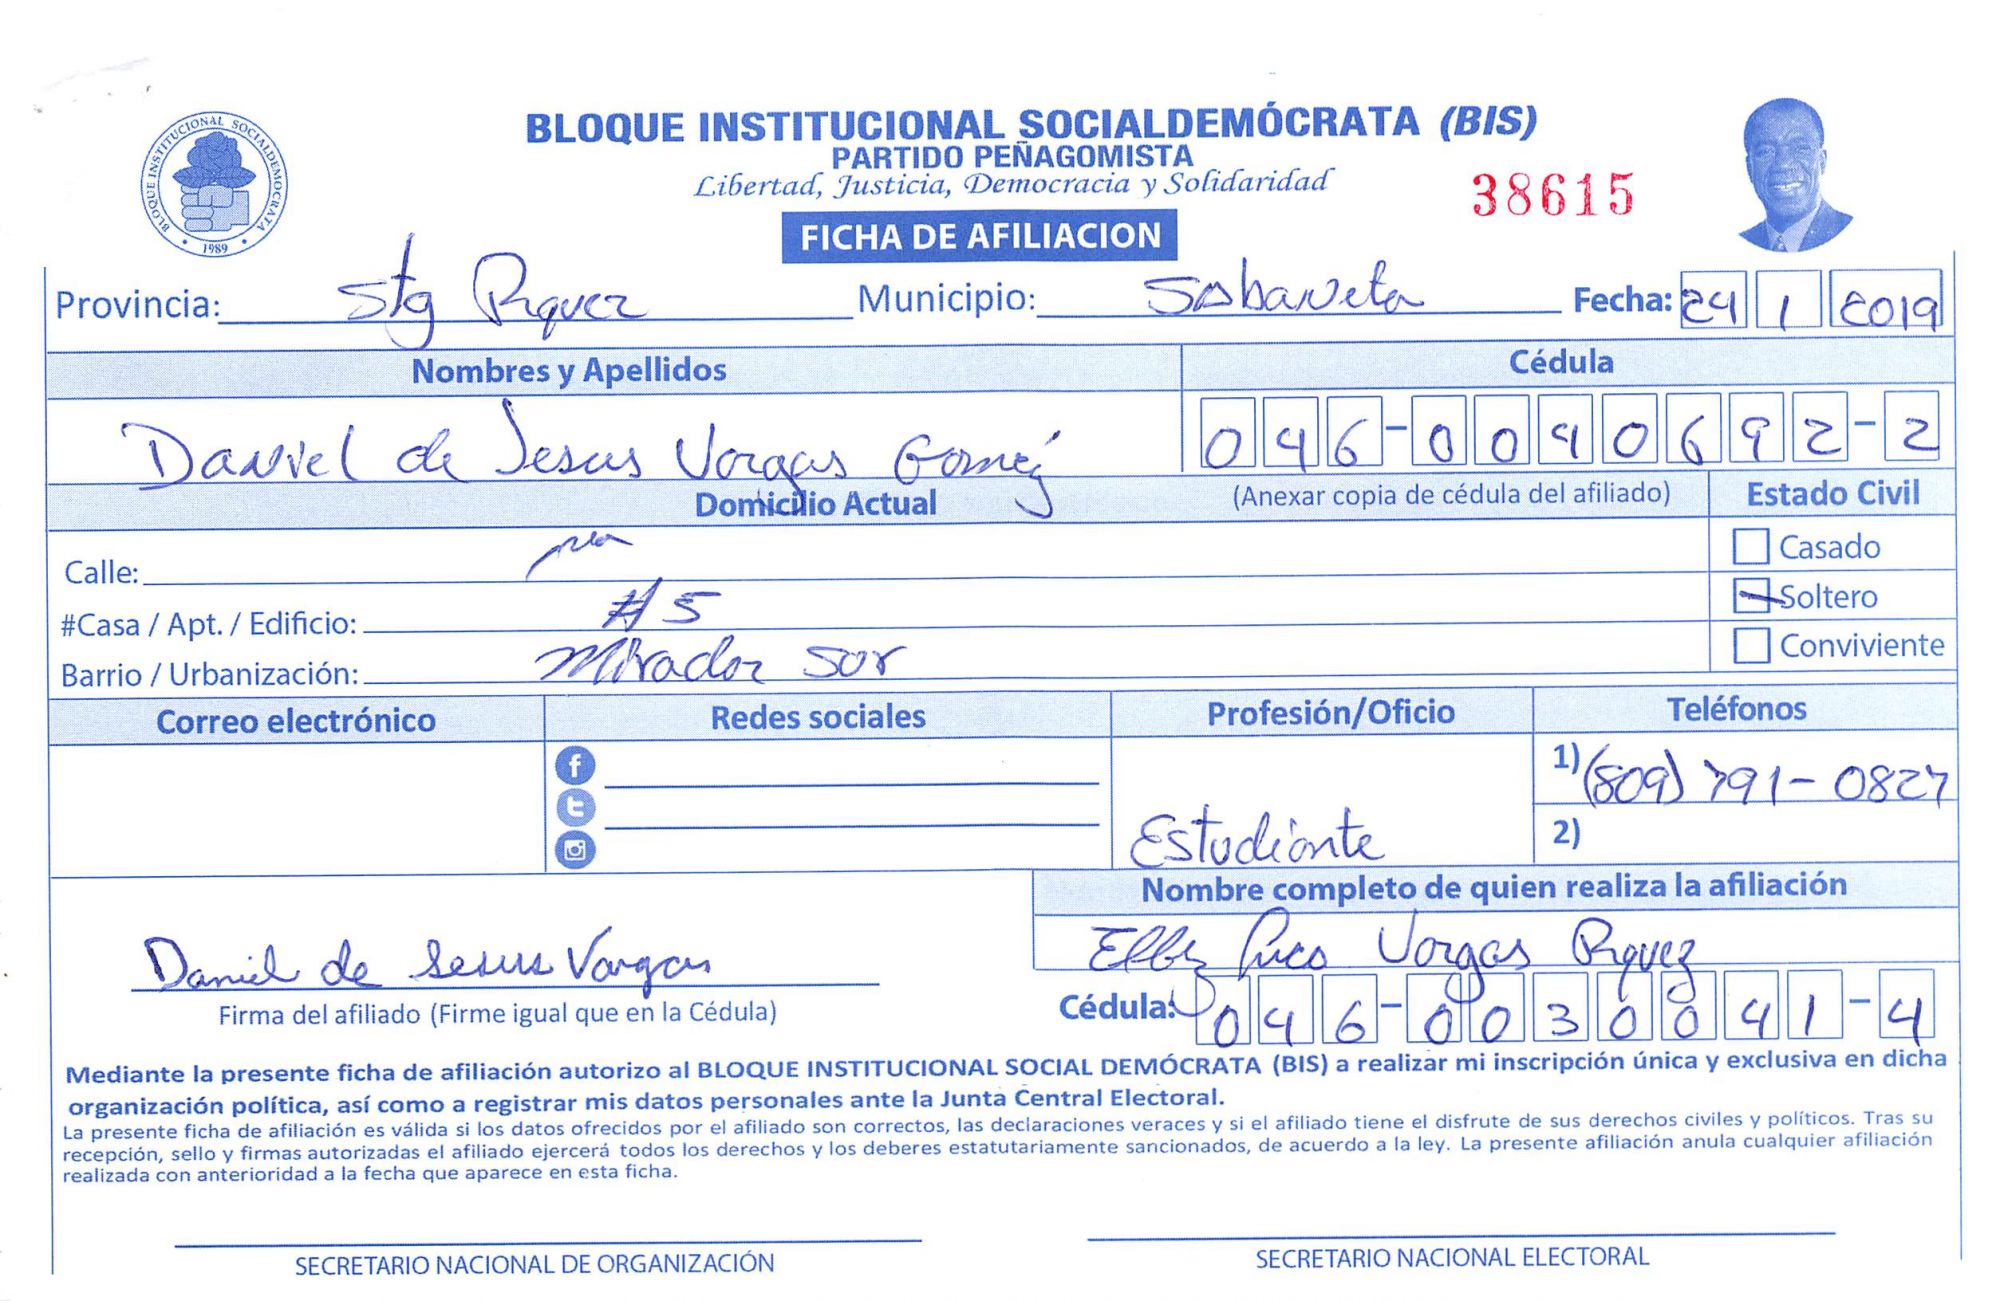 BLOQUE INSTITUCIONAL SOCIALDEMOCRATA
1989
BLOQUE INSTITUCIONAL SOCIALDEMÓCRATA (BIS)
PARTIDO PEÑAGOMISTA
Libertad, Justicia, Democracia y Solidaridad
38615
FICHA DE AFILIACION
Provincia: Stg Rguez Municipio: Sabaneta Fecha: 24 1 2019
Nombres y Apellidos Cédula
Daniel de Jesus Vargas Gomez 046-0040692-2
Domicilio Actual (Anexar copia de cédula del afiliado) Estado Civil
Casado
Calle:
Soltero
#Casa / Apt. / Edificio: #5
Conviviente
Barrio / Urbanización: Mirador Sur
Correo electrónico Redes sociales Profesión/Oficio Teléfonos
1) (809) 791-0827
Estudiante
2)
Nombre completo de quien realiza la afiliación
Vargas Rguez
Daniel de Jesus Vargas
Firma del afiliado (Firme igual que en la Cédula)
Cédula: 046-0030041-4
Mediante la presente ficha de afiliación autorizo al BLOQUE INSTITUCIONAL SOCIAL DEMÓCRATA (BIS) a realizar mi inscripción única y exclusiva en dicha
organización política, así como a registrar mis datos personales ante la Junta Central Electoral.
La presente ficha de afiliación es válida si los datos ofrecidos por el afiliado son correctos, las declaraciones veraces y si el afiliado tiene el disfrute de sus derechos civiles y políticos. Tras su
recepción, sello y firmas autorizadas el afiliado ejercerá todos los derechos y los deberes estatutariamente sancionados, de acuerdo a la ley. La presente afiliación anula cualquier afiliación
realizada con anterioridad a la fecha que aparece en esta ficha.
SECRETARIO NACIONAL DE ORGANIZACIÓN
SECRETARIO NACIONAL ELECTORAL